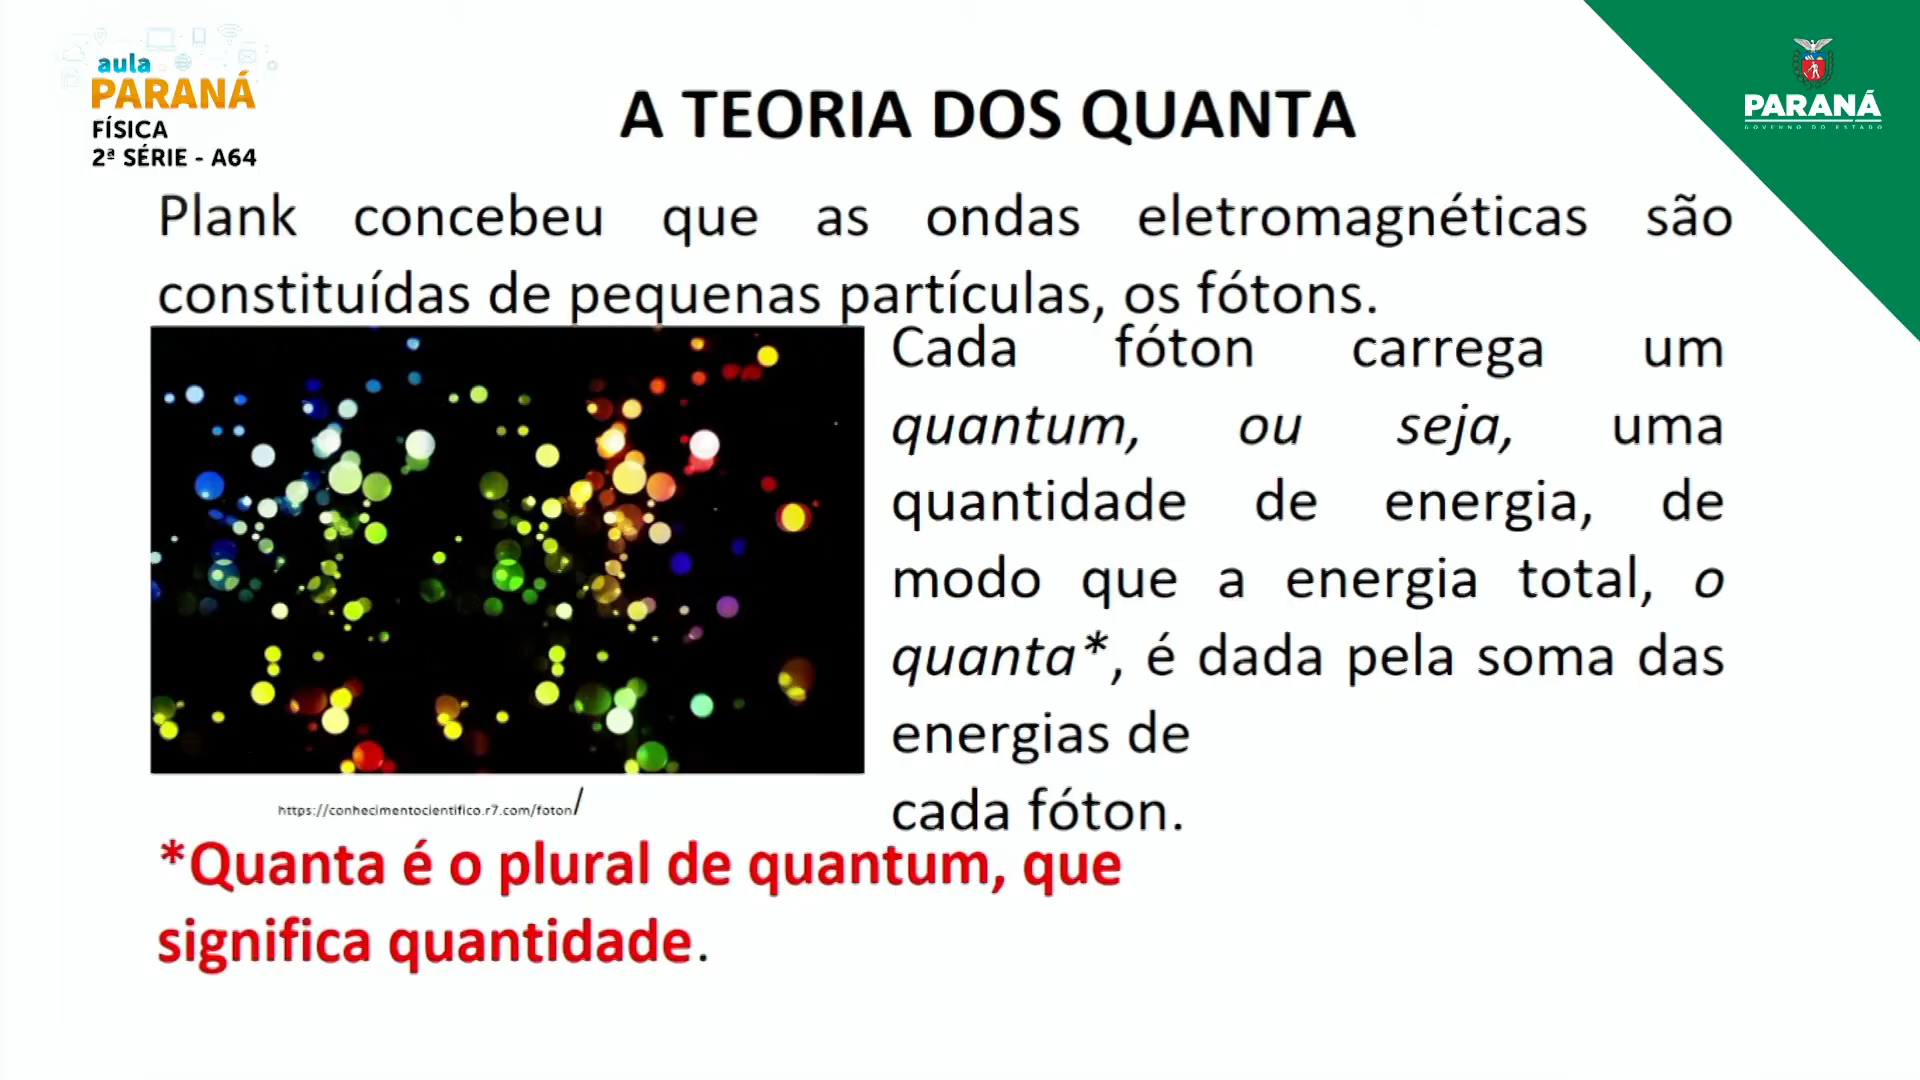 aula
PARANÁ
FÍSICA
2ª SÉRIE - A64
PARANÁ
GOVERNO DO ESTADO
A TEORIA DOS QUANTA
Plank concebeu que as ondas eletromagnéticas são
constituídas de pequenas partículas, os fótons.
Cada fóton carrega um
quantum, ou seja, uma
quantidade de energia, de
modo que a energia total, o
quanta*, é dada pela soma das
energias de
cada fóton.
https://conhecimentocientifico.r7.com/foton/
*Quanta é o plural de quantum, que
significa quantidade.